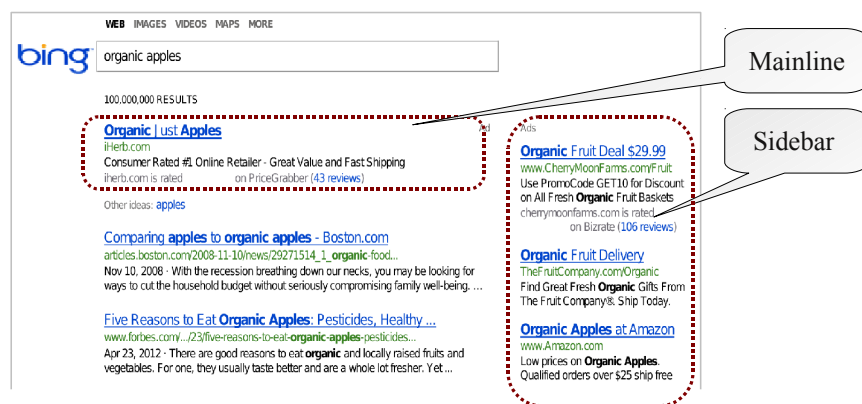 WEB IMAGES VIDEOS MAPS MORE
bing
organic apples
100,000,000 RESULTS
Organic Just Apples
Ad
iHerb.com
Consumer Rated #1 Online Retailer - Great Value and Fast Shipping
iherb.com is rated on PriceGrabber (43 reviews)
Other ideas: apples
Comparing apples to organic apples - Boston.com
articles.boston.com/2008-11-10/news/29271514_1_organic-food...
Nov 10, 2008 · With the recession breathing down our necks, you may be looking for
ways to cut the household budget without seriously compromising family well-being. ...
Five Reasons to Eat Organic Apples: Pesticides, Healthy ...
www.forbes.com/.../23/five-reasons-to-eat-organic-apples-pesticides...
Apr 23, 2012 · There are good reasons to eat organic and locally raised fruits and
vegetables. For one, they usually taste better and are a whole lot fresher. Yet ...
Ads
Organic Fruit Deal $29.99
www.CherryMoonFarms.com/Fruit
Use PromoCode GET10 for Discount
on All Fresh Organic Fruit Baskets
cherrymoonfarms.com is rated
on Bizrate (106 reviews)
Organic Fruit Delivery
TheFruitCompany.com/Organic
Find Great Fresh Organic Gifts From
The Fruit Company®. Ship Today.
Organic Apples at Amazon
www.Amazon.com
Low prices on Organic Apples.
Qualified orders over $25 ship free
Mainline
Sidebar